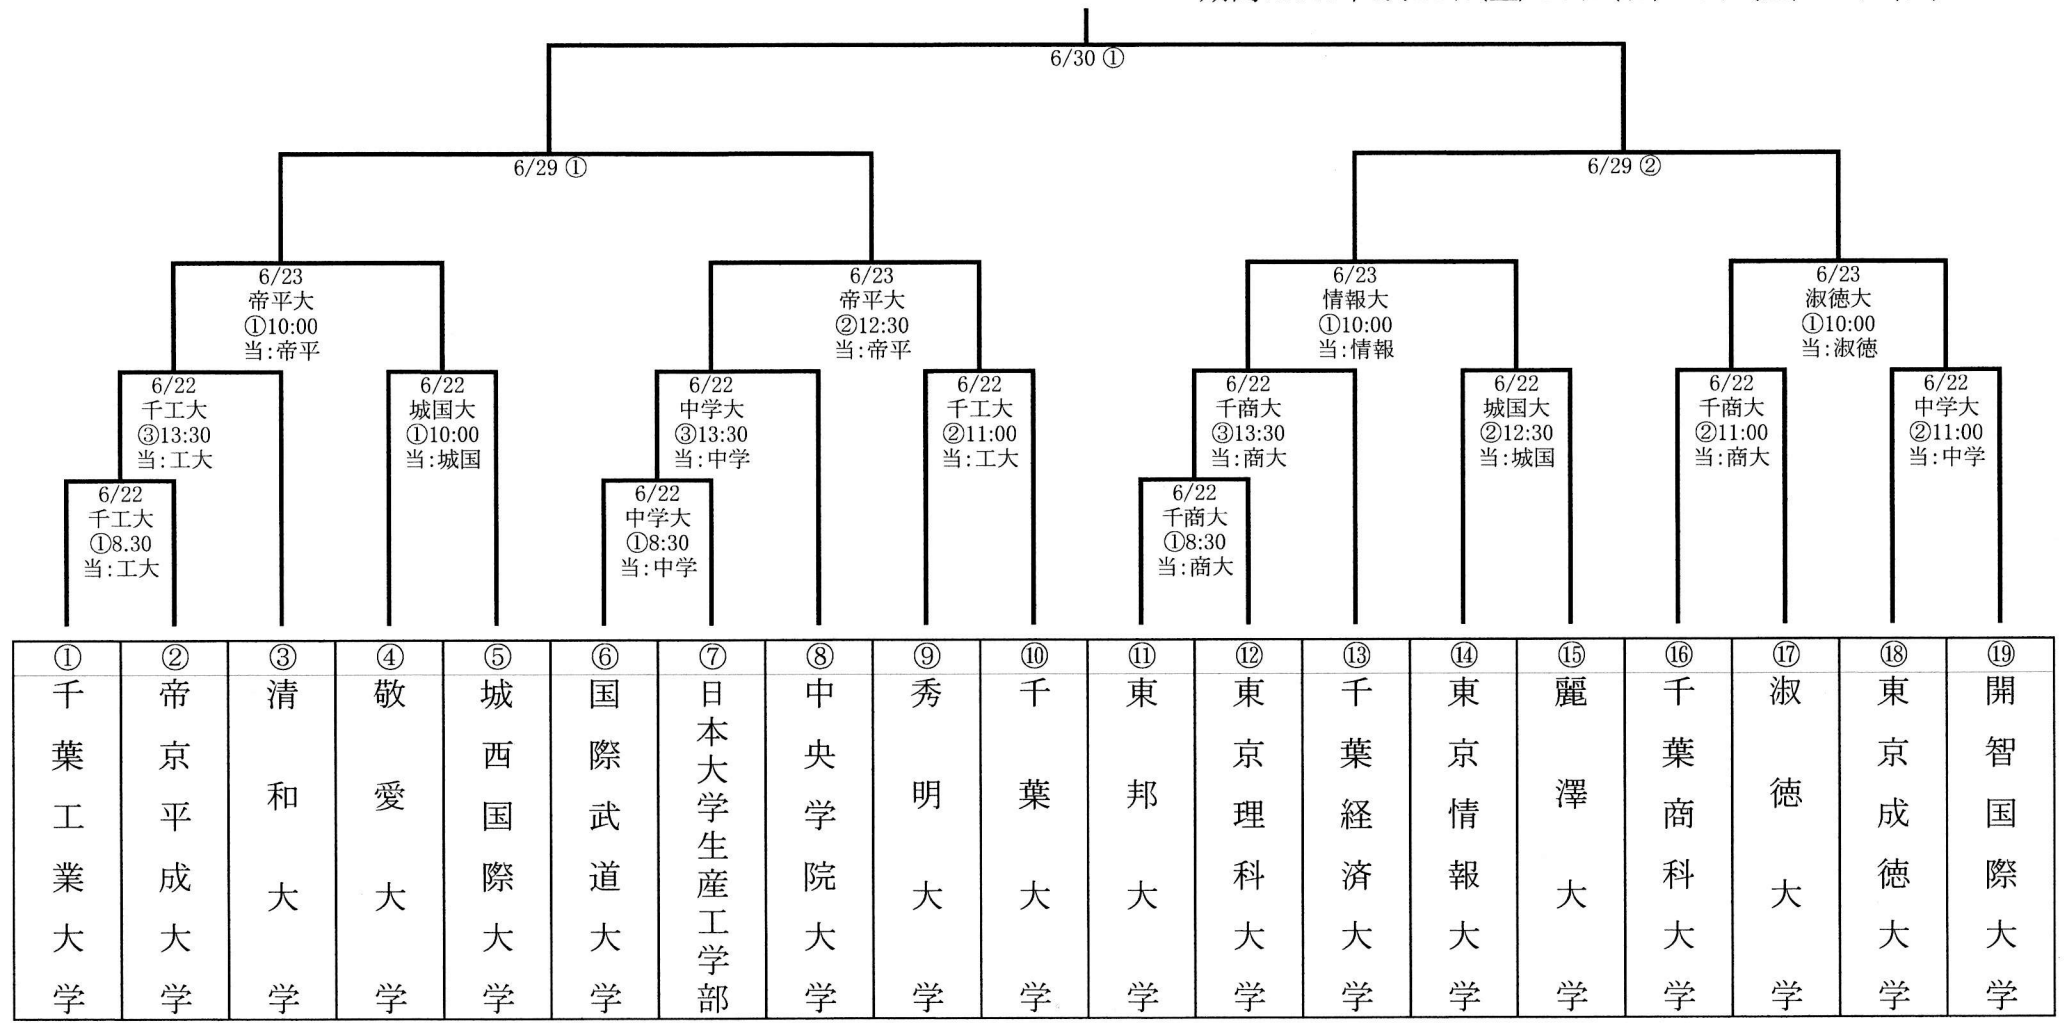 6/30 ①
6/29 ①
6/29 ②
6/23
帝平大
①10:00
当:帝平
6/23
帝平大
②12:30
当:帝平
6/23
情報大
①10:00
当:情報
6/23
淑徳大
①10:00
当:淑徳
6/22
千工大
③13:30
当:工大
6/22
城国大
①10:00
当:城国
6/22
中学大
③13:30
当:中学
6/22
千工大
②11:00
当:工大
6/22
千商大
③13:30
当:商大
6/22
城国大
②12:30
当:城国
6/22
千商大
②11:00
当:商大
6/22
中学大
②11:00
当:中学
6/22
千工大
①8.30
当:工大
6/22
中学大
①8:30
当:中学
6/22
千商大
①8:30
当:商大
①
千葉工業大学
②
帝京平成大学
③
清和大学
④
敬愛大学
⑤
城西国際大学
⑥
国際武道大学
⑦
日本大学生産工学部
⑧
中央学院大学
⑨
秀明大学
⑩
千葉大学
⑪
東邦大学
⑫
東京理科大学
⑬
千葉経済大学
⑭
東京情報大学
⑮
麗澤大学
⑯
千葉商科大学
⑰
淑徳大学
⑱
東京成徳大学
⑲
開智国際大学